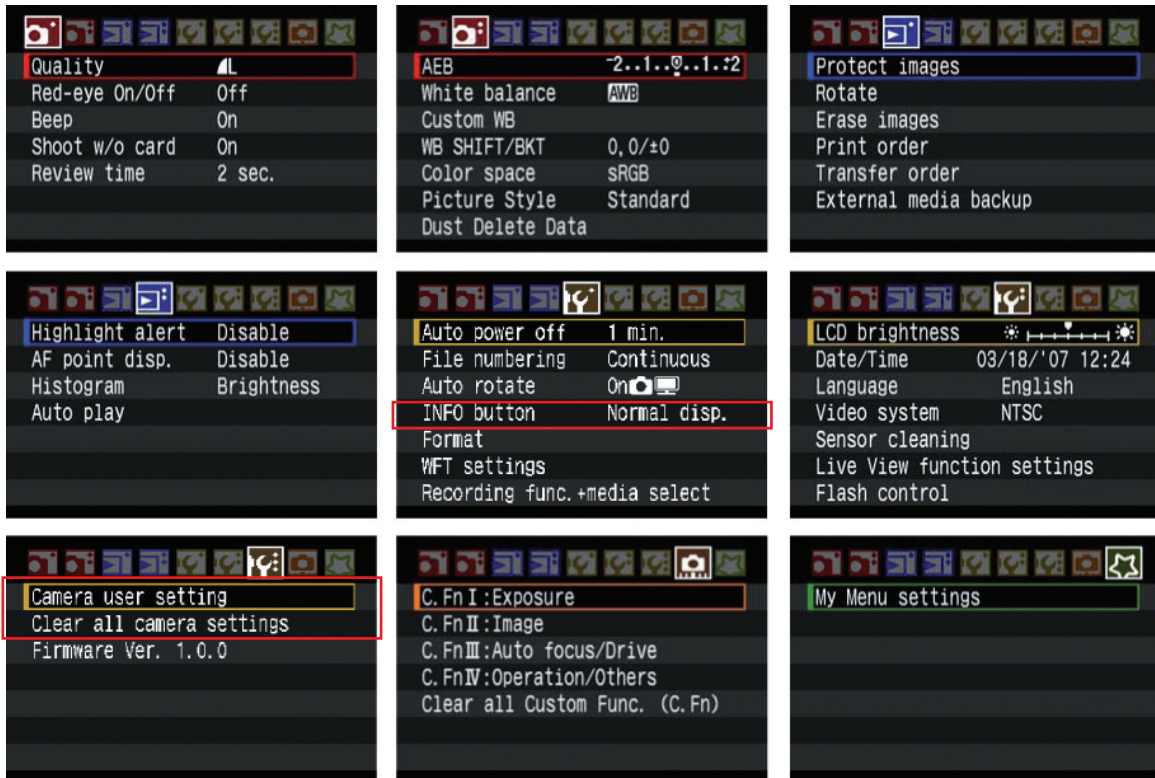 Quality L
Red-eye On/Off Off
Beep On
Shoot w/o card On
Review time 2 sec.
AEB -2..1..0..1.:2
White balance AWB
Custom WB
WB SHIFT/BKT 0,0/±0
Color space sRGB
Picture Style Standard
Dust Delete Data
Protect images
Rotate
Erase images
Print order
Transfer order
External media backup
Highlight alert Disable
AF point disp. Disable
Histogram Brightness
Auto play
Auto power off 1 min.
File numbering Continuous
Auto rotate On
INFO button Normal disp.
Format
WFT settings
Recording func.+media select
LCD brightness
Date/Time 03/18/'07 12:24
Language English
Video system NTSC
Sensor cleaning
Live View function settings
Flash control
Camera user setting
Clear all camera settings
Firmware Ver. 1.0.0
C.FnⅠ:Exposure
C.FnⅡ:Image
C.FnⅢ:Auto focus/Drive
C.FnⅣ:Operation/Others
Clear all Custom Func. (C.Fn)
My Menu settings